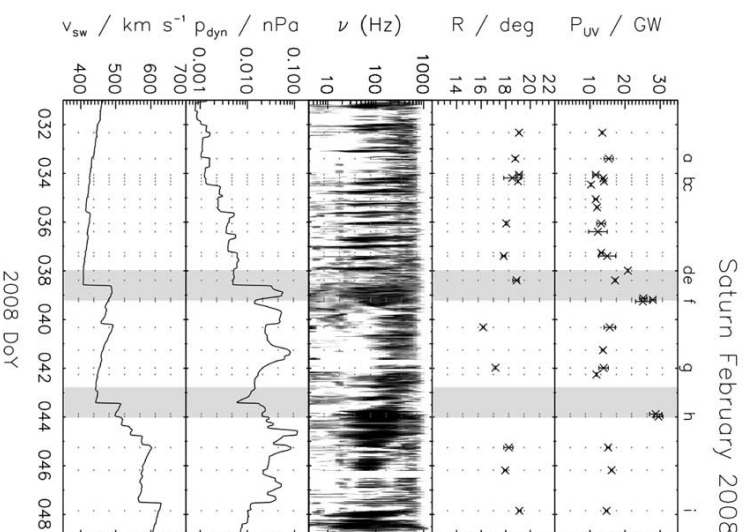 Saturn February 2008
a b c d e f g h i
P_UV / GW
10 20 30
R / deg
14 16 18 20 22
ν (Hz)
10 100 1000
p_dyn / nPa
0.001 0.010 0.100
v_sw / km s⁻¹
400 500 600 700
032 034 036 038 040 042 044 046 048
2008 DoY